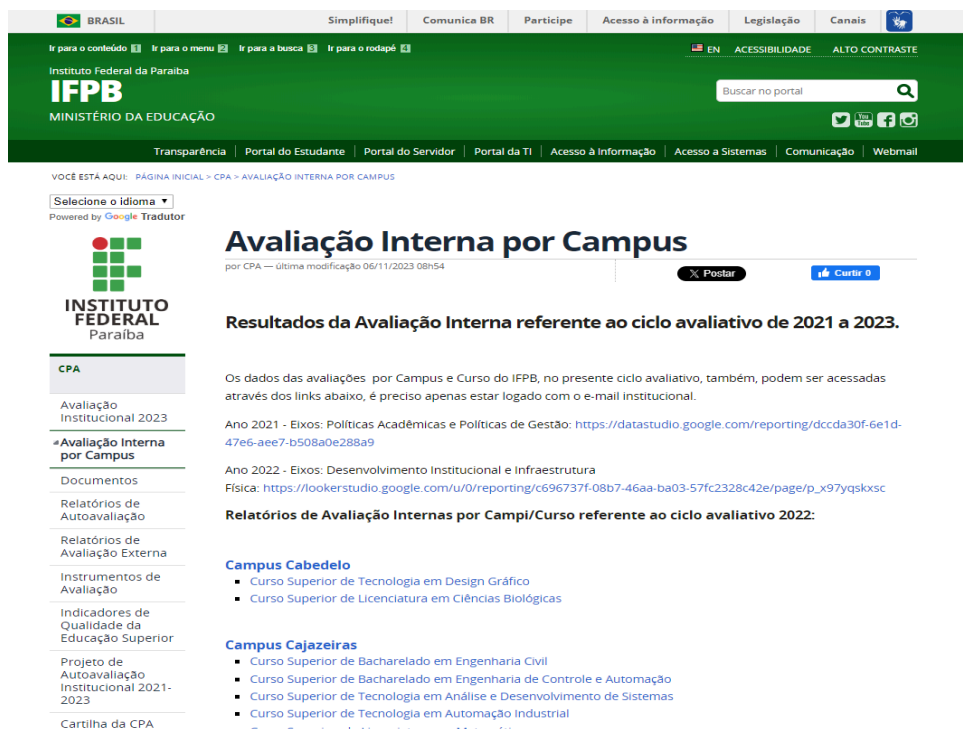 BRASIL Simplifique! Comunica BR Participe Acesso à informação Legislação Canais
Ir para o conteúdo 1 Ir para o menu 2 Ir para a busca 3 Ir para o rodapé 4 EN ACESSIBILIDADE ALTO CONTRASTE
Instituto Federal da Paraiba
IFPB
MINISTÉRIO DA EDUCAÇÃO
Buscar no portal
You Tube
Transparência Portal do Estudante Portal do Servidor Portal da TI Acesso à Informação Acesso a Sistemas Comunicação Webmail
VOCÊ ESTÁ AQUI: PÁGINA INICIAL > CPA > AVALIAÇÃO INTERNA POR CAMPUS
Selecione o idioma ▼
Powered by Google Tradutor
INSTITUTO
FEDERAL
Paraíba
CPA
Avaliação
Institucional 2023
Avaliação Interna
por Campus
Documentos
Relatórios de
Autoavaliação
Relatórios de
Avaliação Externa
Instrumentos de
Avaliação
Indicadores de
Qualidade da
Educação Superior
Projeto de
Autoavaliação
Institucional 2021-
2023
Cartilha da CPA
Avaliação Interna por Campus
por CPA — última modificação 06/11/2023 08h54
X Postar
Curtir 0
Resultados da Avaliação Interna referente ao ciclo avaliativo de 2021 a 2023.
Os dados das avaliações por Campus e Curso do IFPB, no presente ciclo avaliativo, também, podem ser acessadas
através dos links abaixo, é preciso apenas estar logado com o e-mail institucional.
Ano 2021 - Eixos: Políticas Acadêmicas e Políticas de Gestão: https://datastudio.google.com/reporting/dccda30f-6e1d-
47e6-aee7-b508a0e288a9
Ano 2022 - Eixos: Desenvolvimento Institucional e Infraestrutura
Física: https://lookerstudio.google.com/u/0/reporting/c696737f-08b7-46aa-ba03-57fc2328c42e/page/p_x97yqskxsc
Relatórios de Avaliação Internas por Campi/Curso referente ao ciclo avaliativo 2022:
Campus Cabedelo
Curso Superior de Tecnologia em Design Gráfico
Curso Superior de Licenciatura em Ciências Biológicas
Campus Cajazeiras
Curso Superior de Bacharelado em Engenharia Civil
Curso Superior de Bacharelado em Engenharia de Controle e Automação
Curso Superior de Tecnologia em Análise e Desenvolvimento de Sistemas
Curso Superior de Tecnologia em Automação Industrial